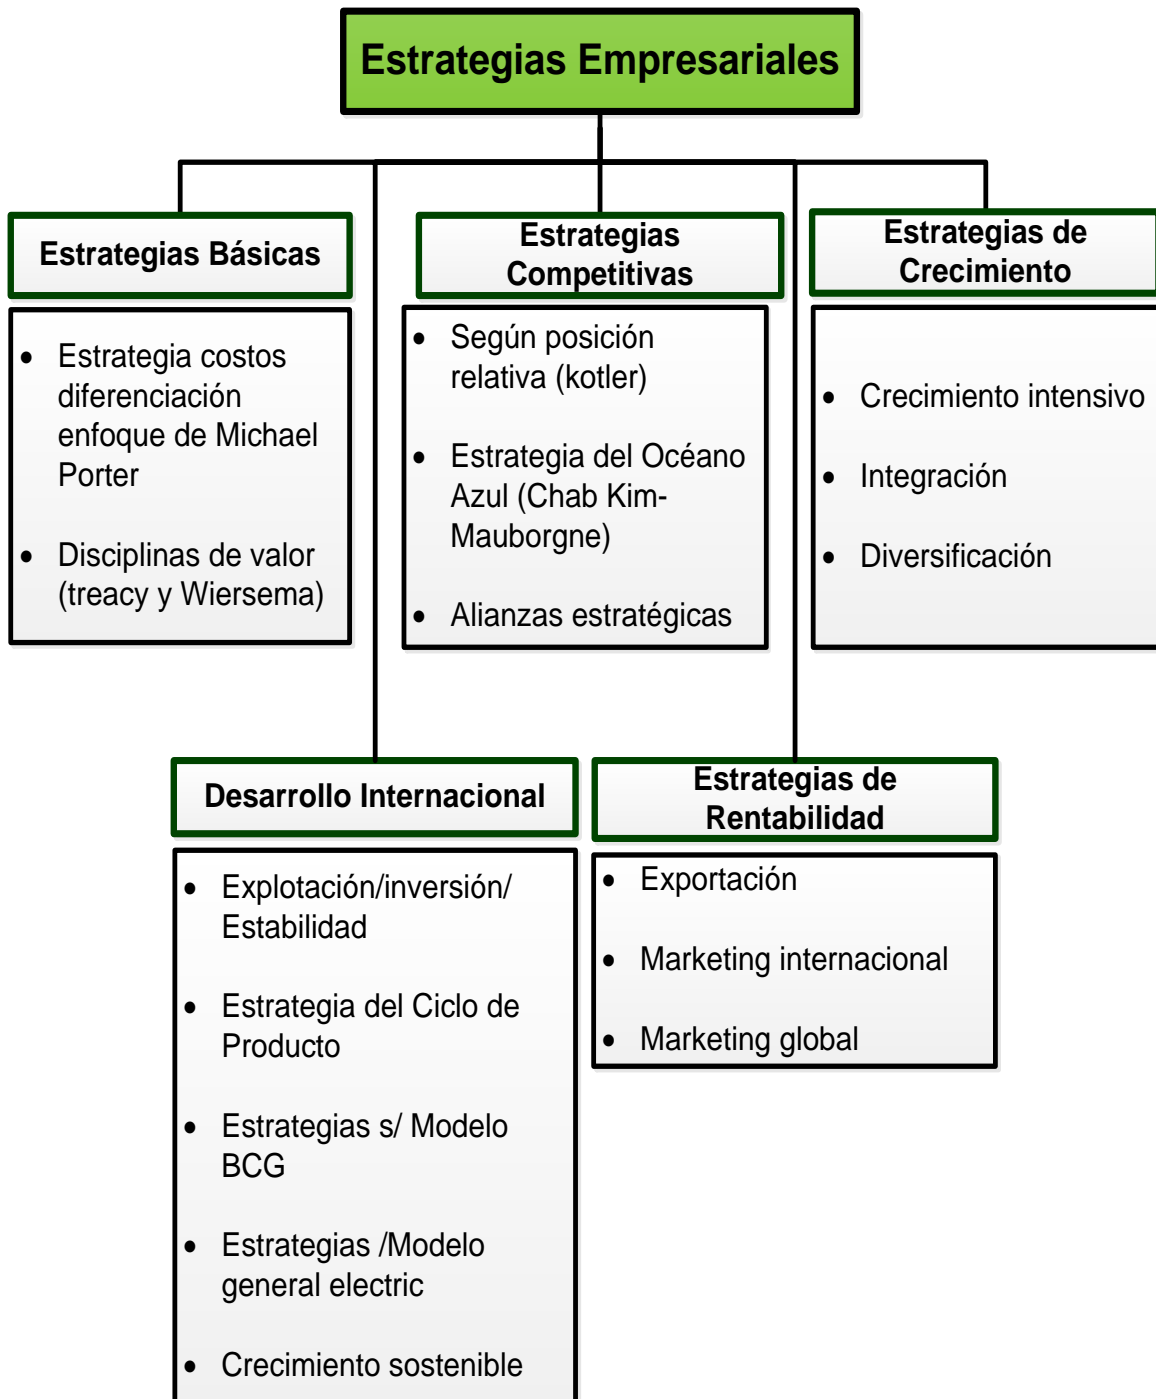 Estrategias Empresariales
Estrategias Básicas
• Estrategia costos
diferenciación
enfoque de Michael
Porter
• Disciplinas de valor
(treacy y Wiersema)
Estrategias
Competitivas
• Según posición
relativa (kotler)
• Estrategia del Océano
Azul (Chab Kim-
Mauborgne)
• Alianzas estratégicas
Estrategias de
Crecimiento
• Crecimiento intensivo
• Integración
• Diversificación
Desarrollo Internacional
• Explotación/inversión/
Estabilidad
• Estrategia del Ciclo de
Producto
• Estrategias s/ Modelo
BCG
• Estrategias /Modelo
general electric
• Crecimiento sostenible
Estrategias de
Rentabilidad
• Exportación
• Marketing internacional
• Marketing global